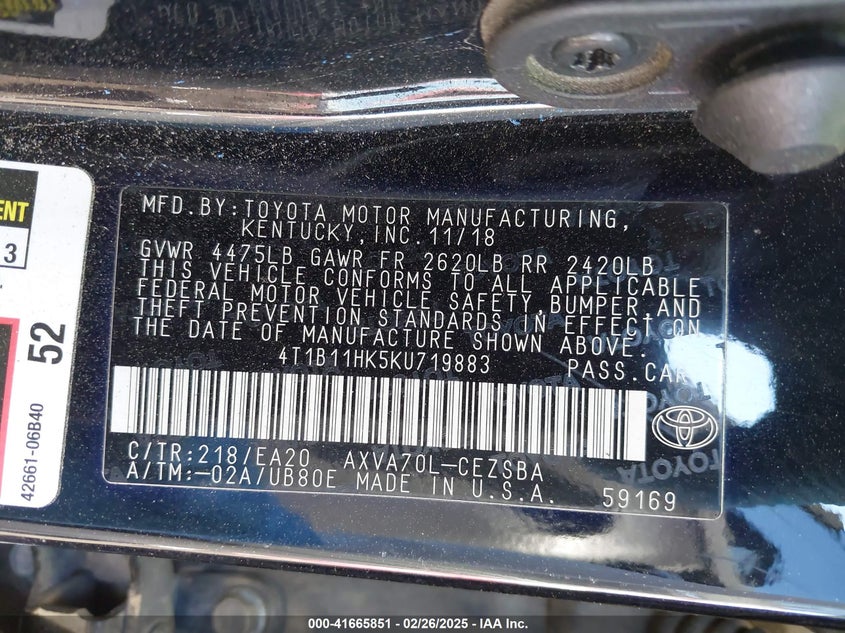 MFD.BY:TOYOTA MOTOR MANUFACTURING,
KENTUCKY,INC.11/18
GVWR 4475LB GAWR FR 2620LB RR 2420LB
THIS VEHICLE CONFORMS TO ALL APPLICABLE
FEDERAL MOTOR VEHICLE SAFETY,BUMPER,AND
THEFT PREVENTION STANDARDS IN EFFECT ON
THE DATE OF MANUFACTURE SHOWN ABOVE.
4T1B11HK5KU719883
PASS.CAR
C/TR:218/EA20 AXVA70L-CEZSBA
A/TM:-02A/UB80E MADE IN U.S.A.
59169
TOYOTA
ENT
3
52
42661-06B40
000-41665851 - 02/26/2025 - IAA Inc.